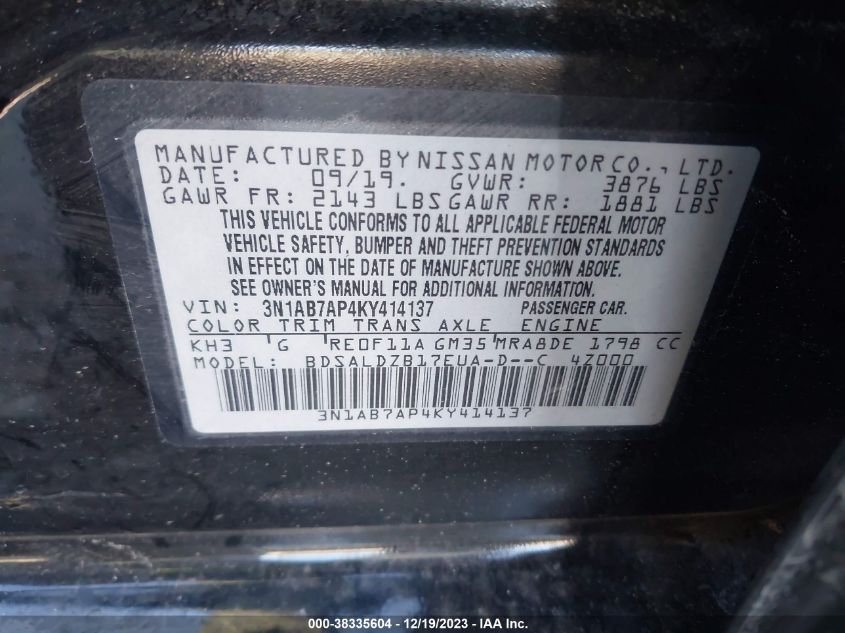 MANUFACTURED BY NISSAN MOTOR CO., LTD.
DATE: 09/19. GVWR: 3876 LBS
GAWR FR: 2143 LBS GAWR RR: 1881 LBS
THIS VEHICLE CONFORMS TO ALL APPLICABLE FEDERAL MOTOR
VEHICLE SAFETY, BUMPER AND THEFT PREVENTION STANDARDS
IN EFFECT ON THE DATE OF MANUFACTURE SHOWN ABOVE.
SEE OWNER'S MANUAL FOR ADDITIONAL INFORMATION.
VIN: 3N1AB7AP4KY414137 PASSENGER CAR.
COLOR TRIM TRANS AXLE ENGINE
KH3 'G 'RE0F11A GM35'MRA8DE 1798 CC
MODEL: BDSALDZB17EUA-D--C 4Z000
3N1AB7AP4KY414137
000-38335604 - 12/19/2023 - IAA Inc.